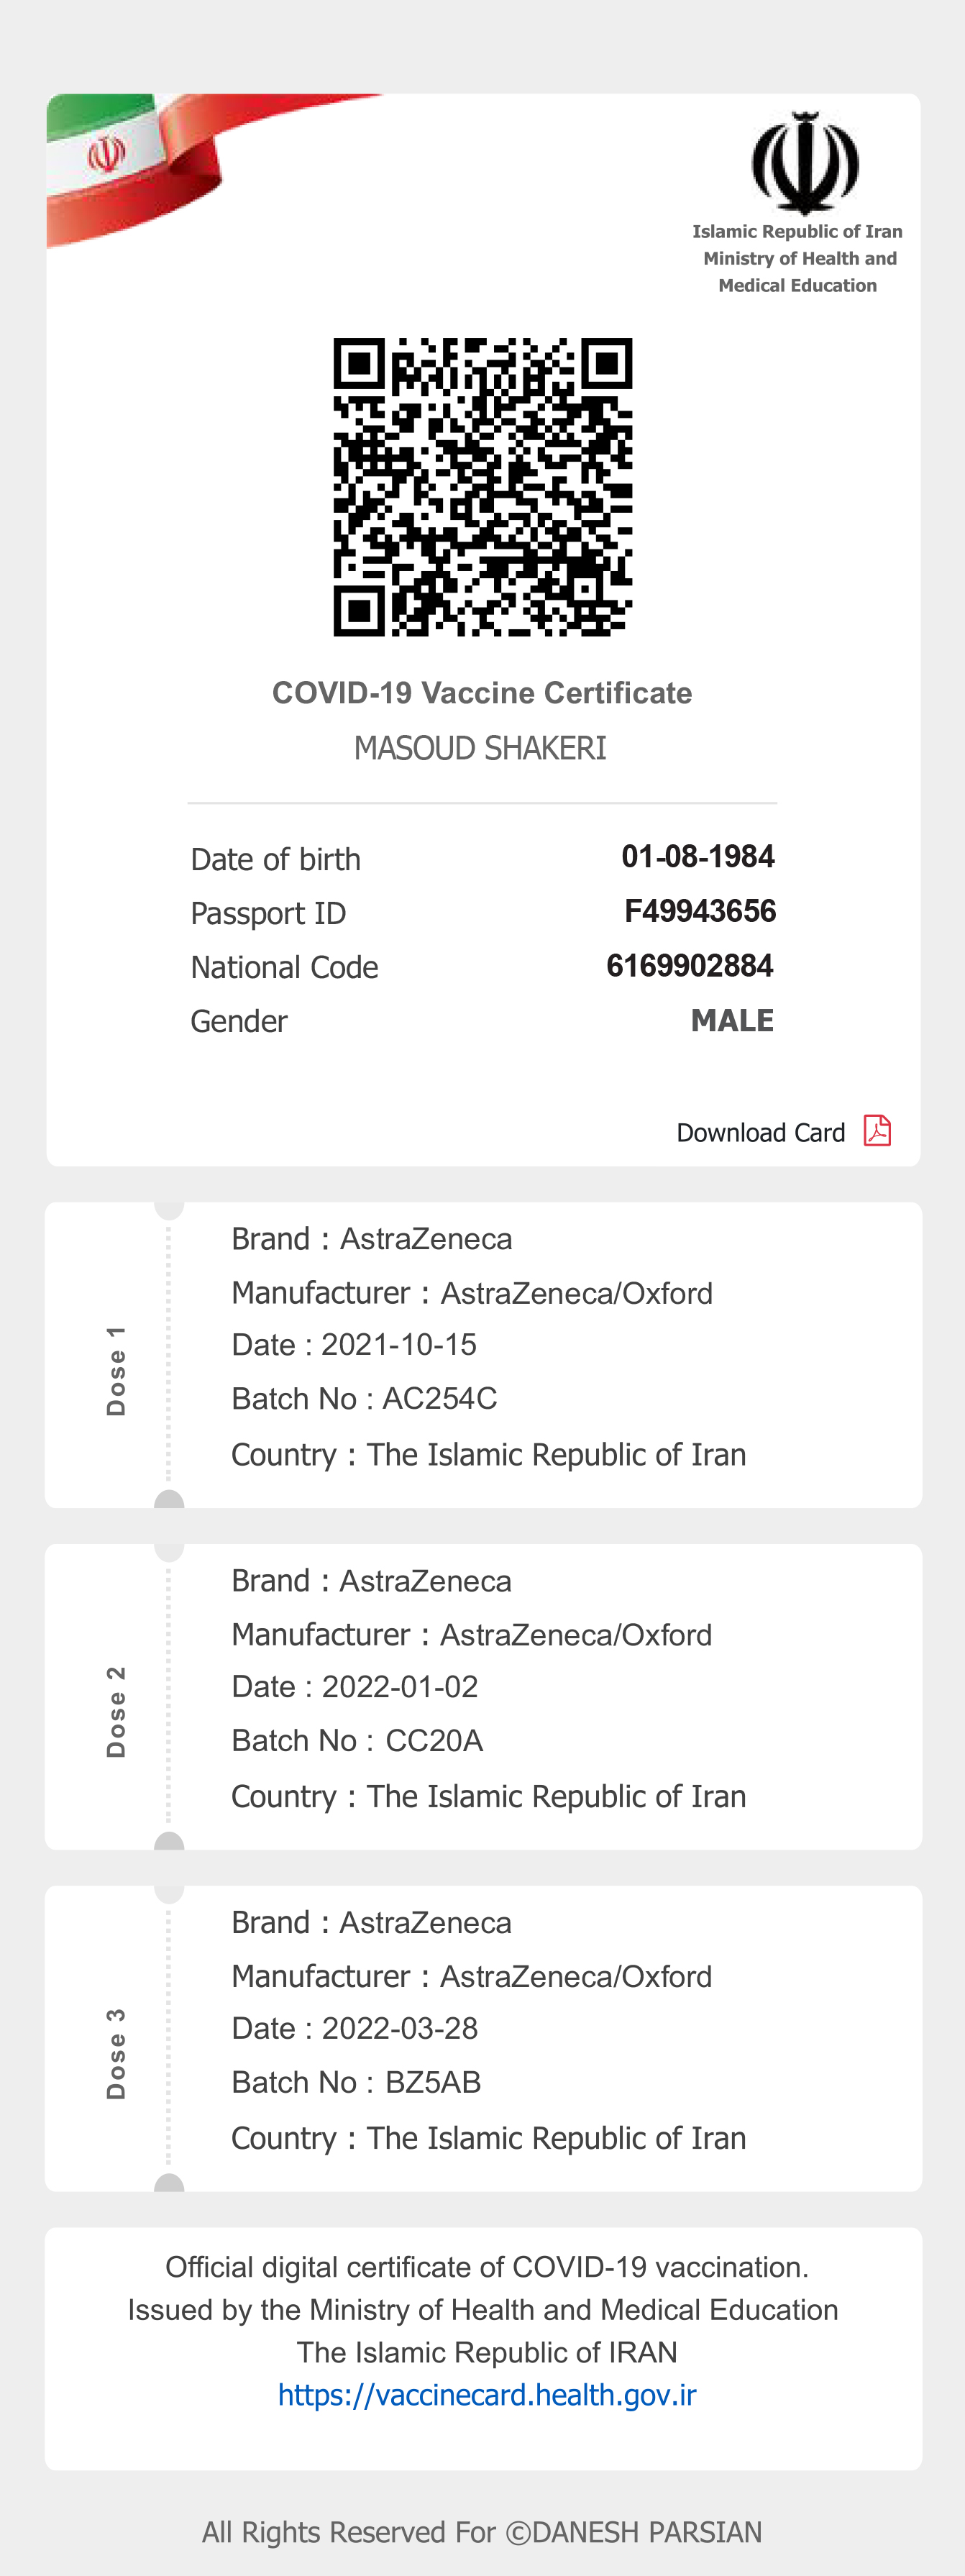 Islamic Republic of Iran
Ministry of Health and
Medical Education
COVID-19 Vaccine Certificate
MASOUD SHAKERI
Date of birth 01-08-1984
Passport ID F49943656
National Code 6169902884
Gender MALE
Download Card
Dose 1
Brand : AstraZeneca
Manufacturer : AstraZeneca/Oxford
Date : 2021-10-15
Batch No : AC254C
Country : The Islamic Republic of Iran
Dose 2
Brand : AstraZeneca
Manufacturer : AstraZeneca/Oxford
Date : 2022-01-02
Batch No : CC20A
Country : The Islamic Republic of Iran
Dose 3
Brand : AstraZeneca
Manufacturer : AstraZeneca/Oxford
Date : 2022-03-28
Batch No : BZ5AB
Country : The Islamic Republic of Iran
Official digital certificate of COVID-19 vaccination.
Issued by the Ministry of Health and Medical Education
The Islamic Republic of IRAN
https://vaccinecard.health.gov.ir
All Rights Reserved For ©DANESH PARSIAN